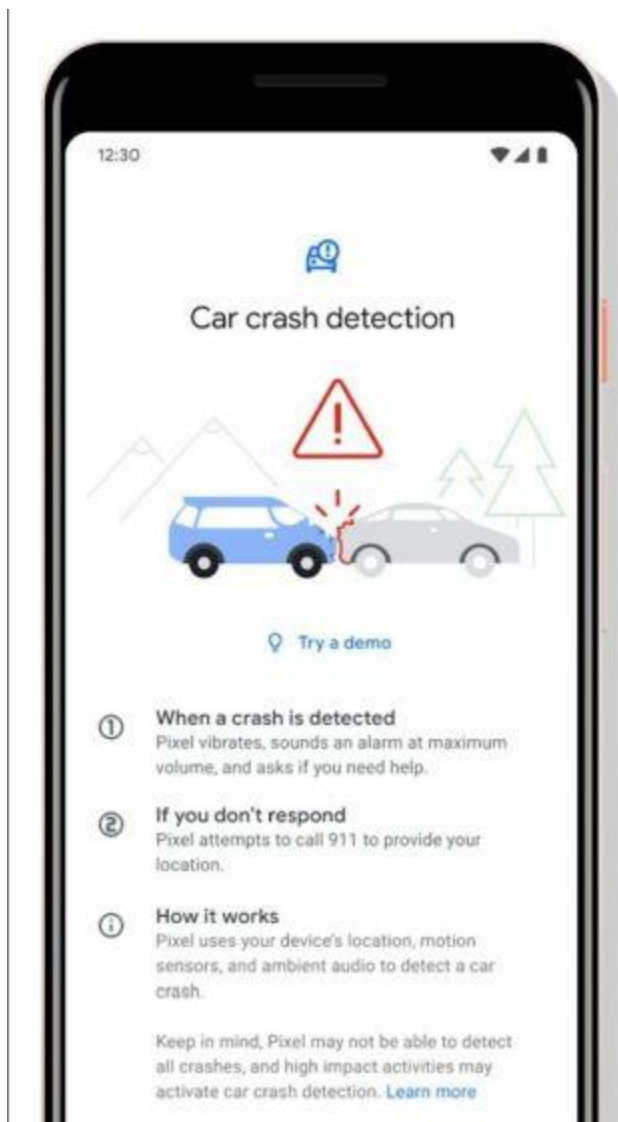 12:30
Car crash detection
Try a demo
1
When a crash is detected
Pixel vibrates, sounds an alarm at maximum
volume, and asks if you need help.
2
If you don't respond
Pixel attempts to call 911 to provide your
location.
How it works
Pixel uses your device's location, motion
sensors, and ambient audio to detect a car
crash.
Keep in mind, Pixel may not be able to detect
all crashes, and high impact activities may
activate car crash detection. Learn more